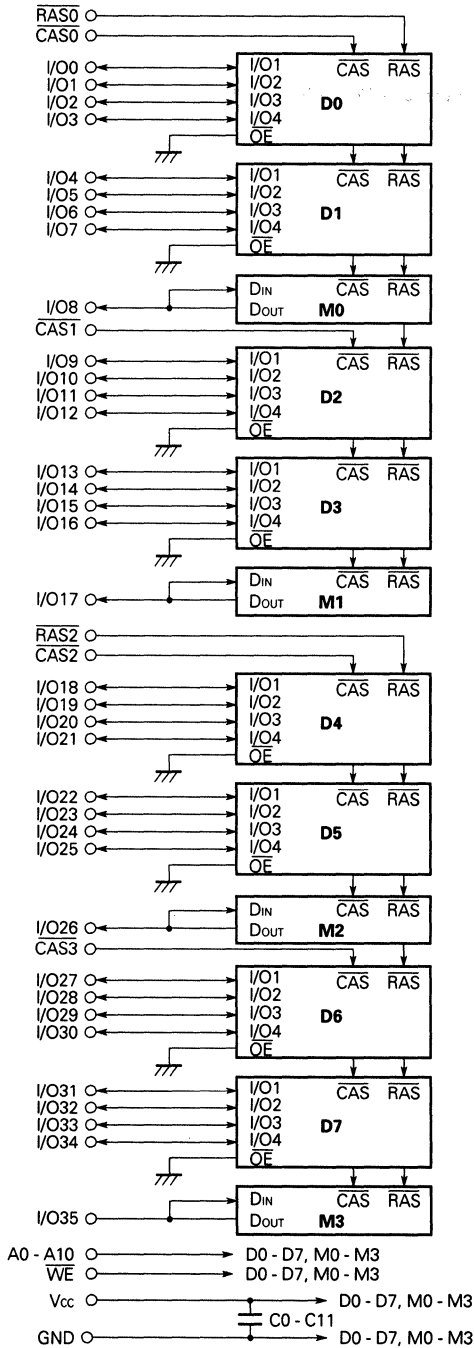 RAS0
CAS0
I/O0 I/O1 CAS RAS
I/O1 I/O2
I/O2 I/O3 D0
I/O3 I/O4
OE
I/O4 I/O1 CAS RAS
I/O5 I/O2
I/O6 I/O3 D1
I/O7 I/O4
OE
DIN CAS RAS
I/O8 DOUT M0
CAS1
I/O9 I/O1 CAS RAS
I/O10 I/O2
I/O11 I/O3 D2
I/O12 I/O4
OE
I/O13 I/O1 CAS RAS
I/O14 I/O2
I/O15 I/O3 D3
I/O16 I/O4
OE
DIN CAS RAS
I/O17 DOUT M1
RAS2
CAS2
I/O18 I/O1 CAS RAS
I/O19 I/O2
I/O20 I/O3 D4
I/O21 I/O4
OE
I/O22 I/O1 CAS RAS
I/O23 I/O2
I/O24 I/O3 D5
I/O25 I/O4
OE
DIN CAS RAS
I/O26 DOUT M2
CAS3
I/O27 I/O1 CAS RAS
I/O28 I/O2
I/O29 I/O3 D6
I/O30 I/O4
OE
I/O31 I/O1 CAS RAS
I/O32 I/O2
I/O33 I/O3 D7
I/O34 I/O4
OE
DIN CAS RAS
I/O35 DOUT M3
A0 - A10 D0 - D7, M0 - M3
WE D0 - D7, M0 - M3
Vcc D0 - D7, M0 - M3
C0 - C11
GND D0 - D7, M0 - M3